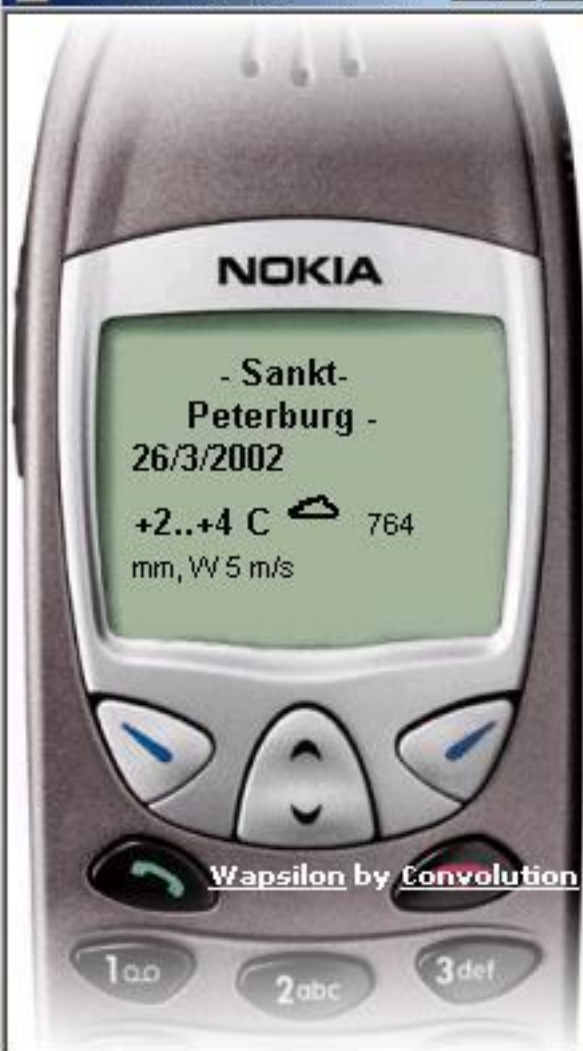 NOKIA
- Sankt-
Peterburg -
26/3/2002
+2..+4 C 764
mm, W 5 m/s
Wapsilon by Convolution
1 2abc 3def